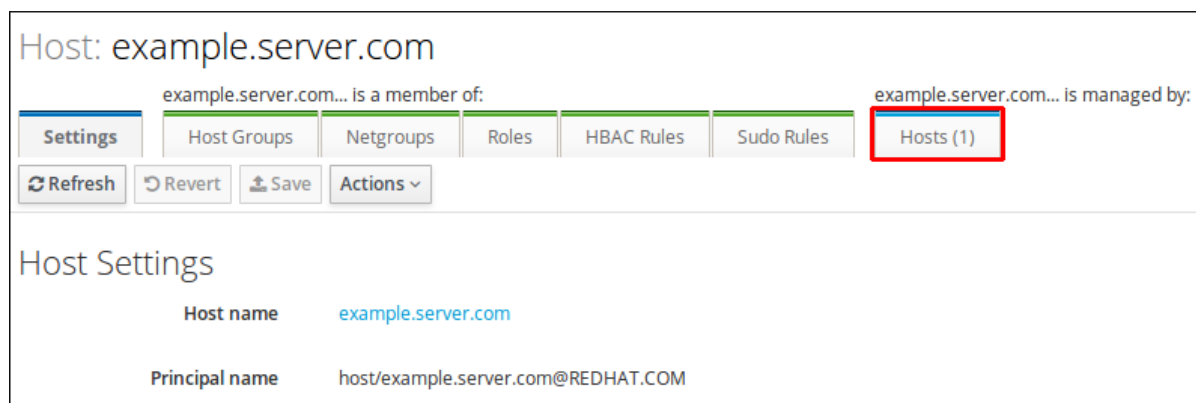 Host: example.server.com
example.server.com... is a member of: example.server.com... is managed by:
Settings Host Groups Netgroups Roles HBAC Rules Sudo Rules Hosts (1)
Refresh Revert Save Actions
Host Settings
Host name example.server.com
Principal name host/example.server.com@REDHAT.COM